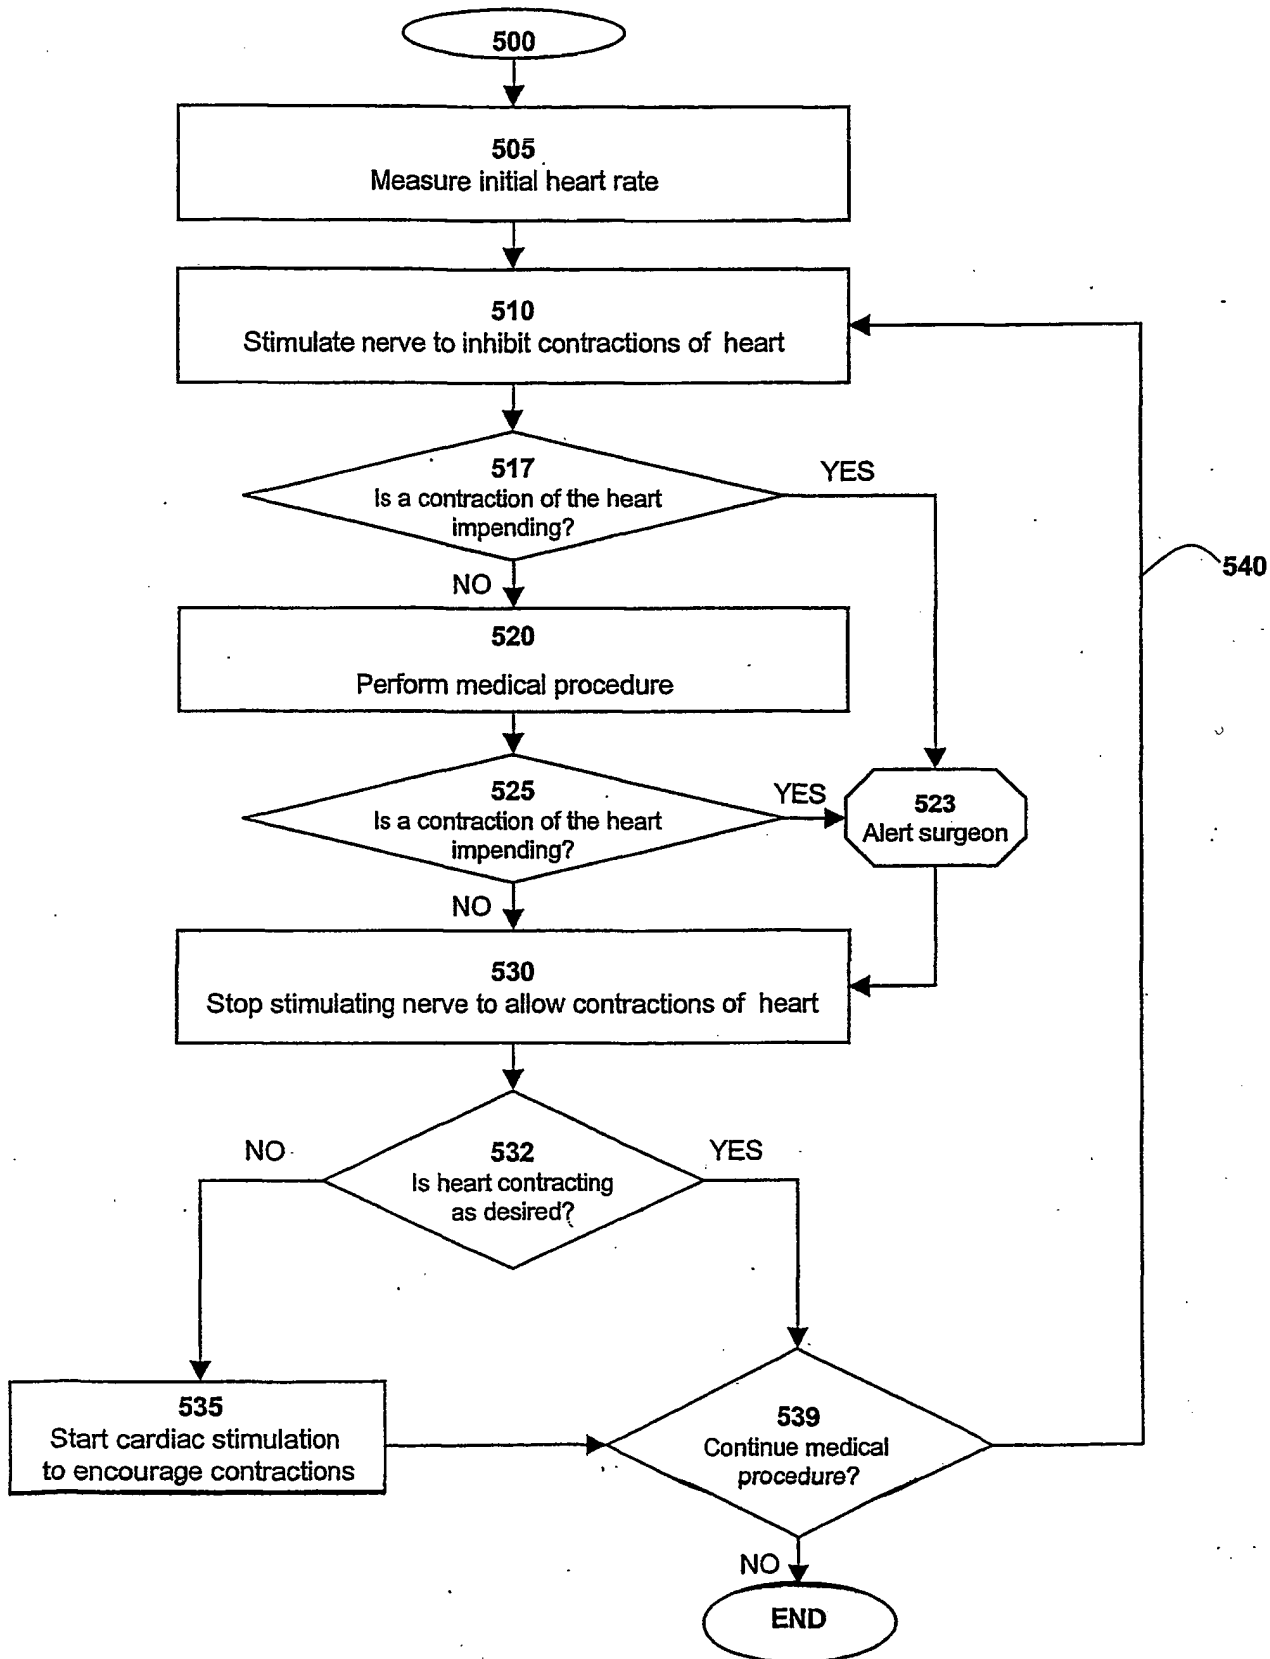 500
505
Measure initial heart rate
510
Stimulate nerve to inhibit contractions of heart
517
Is a contraction of the heart
impending?
YES
540
NO
520
Perform medical procedure
525
Is a contraction of the heart
impending?
YES
523
Alert surgeon
NO
530
Stop stimulating nerve to allow contractions of heart
NO
532
Is heart contracting
as desired?
YES
535
Start cardiac stimulation
to encourage contractions
539
Continue medical
procedure?
NO
END